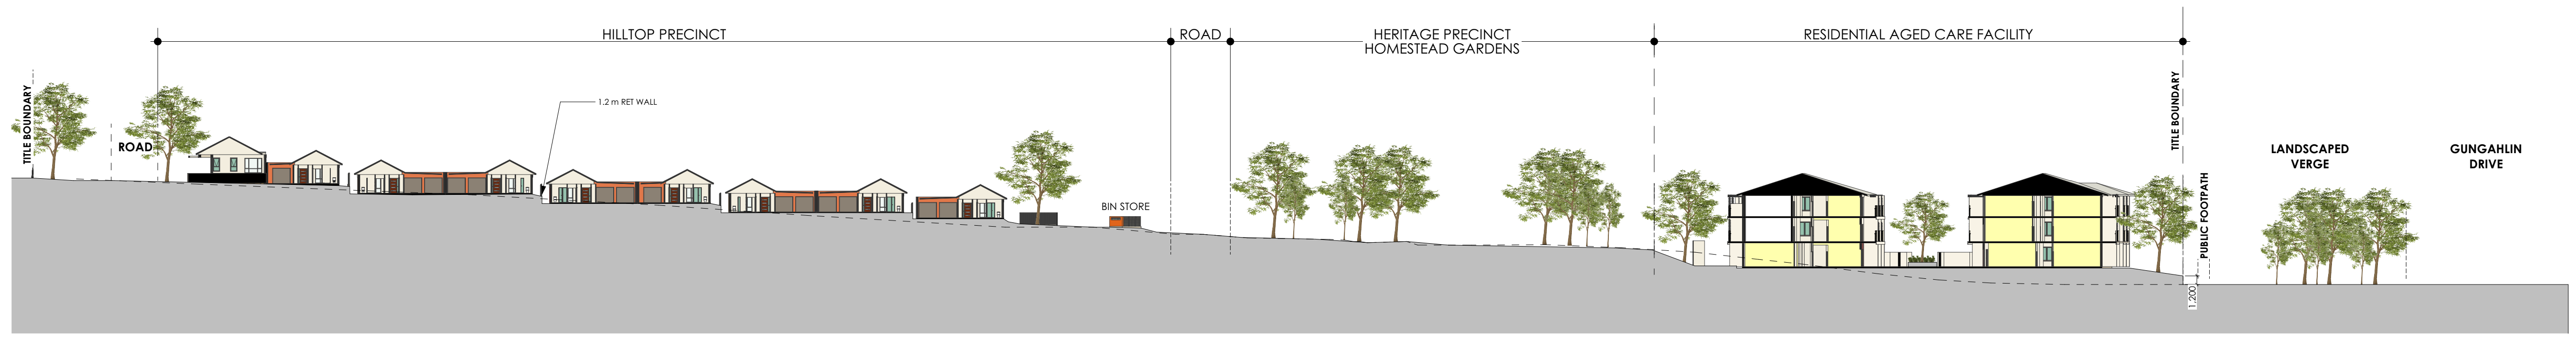 HILLTOP PRECINCT
ROAD
HERITAGE PRECINCT
HOMESTEAD GARDENS
RESIDENTIAL AGED CARE FACILITY
TITLE BOUNDARY
ROAD
1.2 m RET WALL
BIN STORE
TITLE BOUNDARY
PUBLIC FOOTPATH
1.200
LANDSCAPED
VERGE
GUNGAHLIN
DRIVE